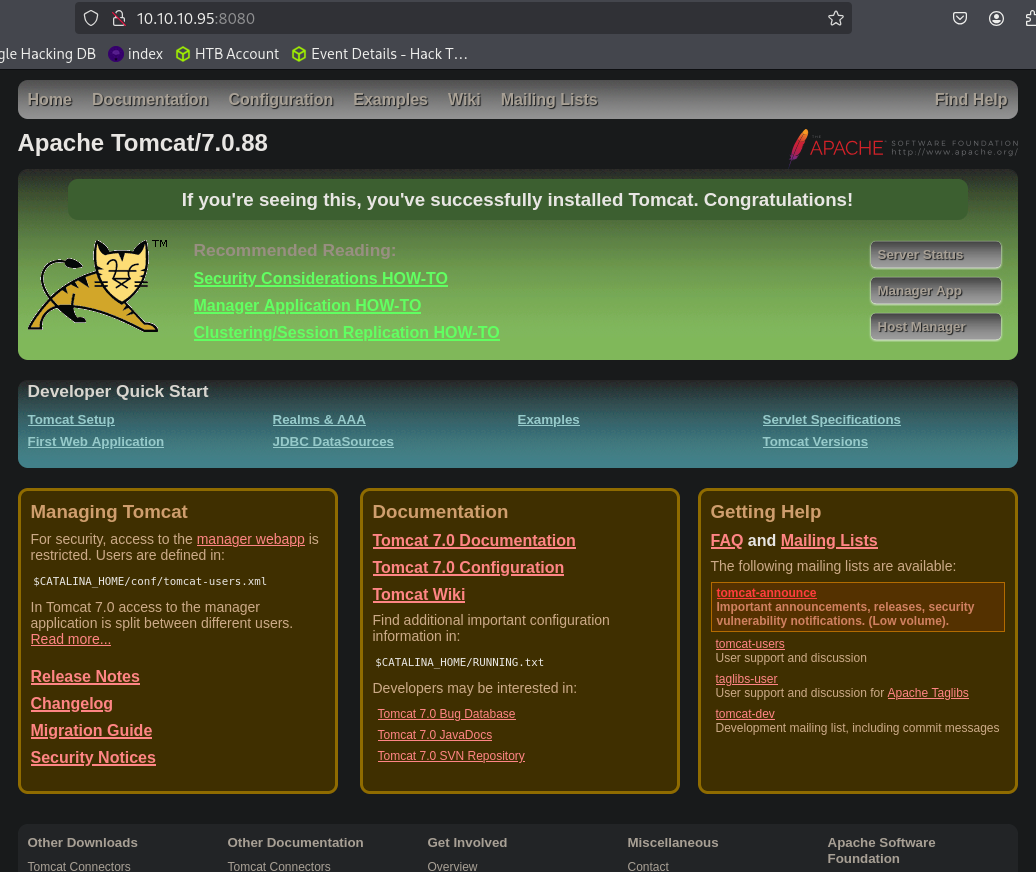 10.10.10.95:8080
gle Hacking DB index HTB Account Event Details - Hack T…
Home Documentation Configuration Examples Wiki Mailing Lists Find Help
Apache Tomcat/7.0.88
THE APACHE SOFTWARE FOUNDATION
http://www.apache.org/
If you're seeing this, you've successfully installed Tomcat. Congratulations!
TM
Recommended Reading:
Security Considerations HOW-TO
Manager Application HOW-TO
Clustering/Session Replication HOW-TO
Server Status
Manager App
Host Manager
Developer Quick Start
Tomcat Setup
First Web Application
Realms & AAA
JDBC DataSources
Examples
Servlet Specifications
Tomcat Versions
Managing Tomcat
For security, access to the manager webapp is
restricted. Users are defined in:
$CATALINA_HOME/conf/tomcat-users.xml
In Tomcat 7.0 access to the manager
application is split between different users.
Read more...
Release Notes
Changelog
Migration Guide
Security Notices
Documentation
Tomcat 7.0 Documentation
Tomcat 7.0 Configuration
Tomcat Wiki
Find additional important configuration
information in:
$CATALINA_HOME/RUNNING.txt
Developers may be interested in:
Tomcat 7.0 Bug Database
Tomcat 7.0 JavaDocs
Tomcat 7.0 SVN Repository
Getting Help
FAQ and Mailing Lists
The following mailing lists are available:
tomcat-announce
Important announcements, releases, security
vulnerability notifications. (Low volume).
tomcat-users
User support and discussion
taglibs-user
User support and discussion for Apache Taglibs
tomcat-dev
Development mailing list, including commit messages
Other Downloads
Tomcat Connectors
Other Documentation
Tomcat Connectors
Get Involved
Overview
Miscellaneous
Contact
Apache Software
Foundation